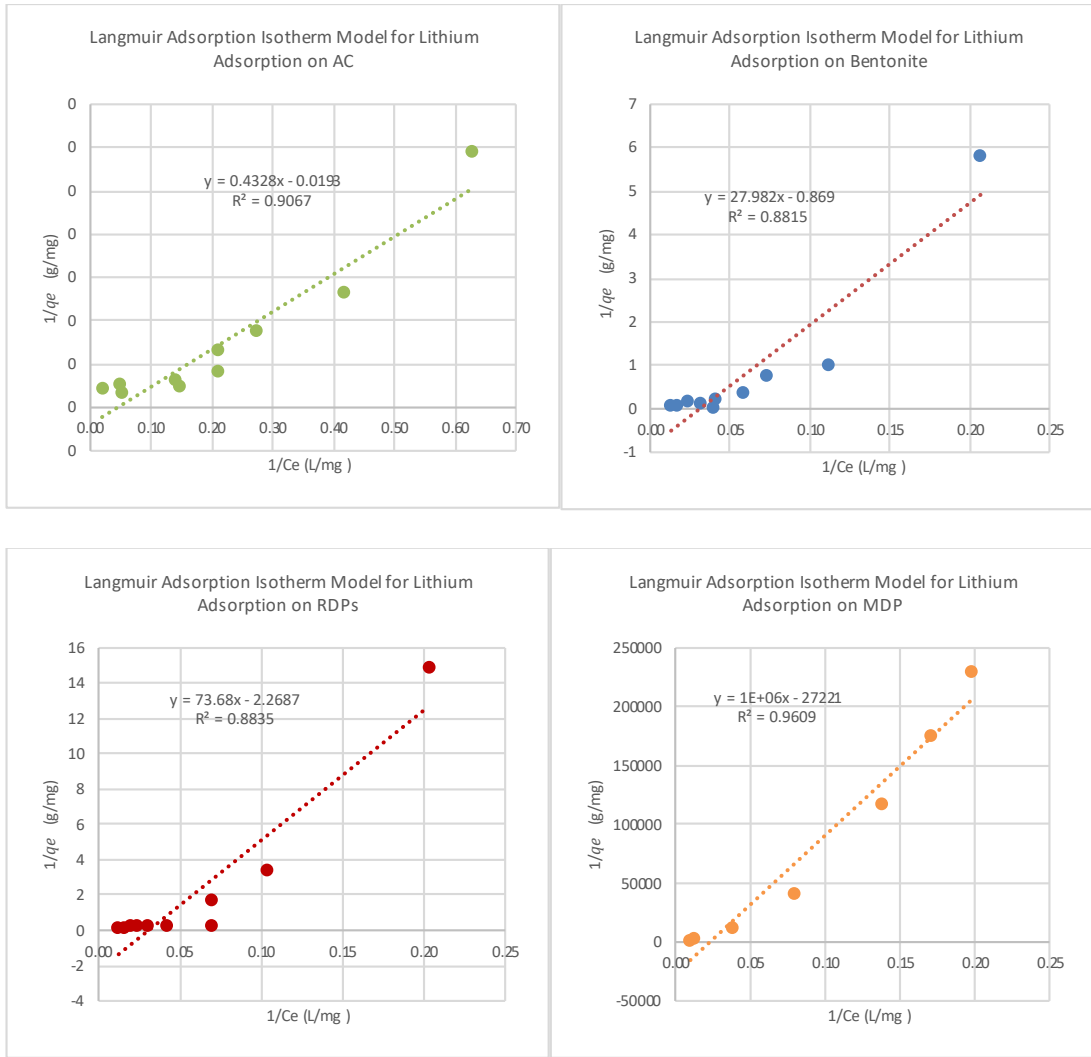 Langmuir Adsorption Isotherm Model for Lithium
Adsorption on AC
0
0
0
0
0
0
0
0
0
1/qe (g/mg)
y = 0.4328x - 0.0193
R² = 0.9067
0.00 0.10 0.20 0.30 0.40 0.50 0.60 0.70
1/Ce (L/mg )
Langmuir Adsorption Isotherm Model for Lithium
Adsorption on Bentonite
7
6
5
4
3
2
1
0
-1
1/qe (g/mg)
y = 27.982x - 0.869
R² = 0.8815
0.00 0.05 0.10 0.15 0.20 0.25
1/Ce (L/mg )
Langmuir Adsorption Isotherm Model for Lithium
Adsorption on RDPs
16
14
12
10
8
6
4
2
0
-2
-4
1/qe (g/mg)
y = 73.68x - 2.2687
R² = 0.8835
0.00 0.05 0.10 0.15 0.20 0.25
1/Ce (L/mg )
Langmuir Adsorption Isotherm Model for Lithium
Adsorption on MDP
250000
200000
150000
100000
50000
0
-50000
1/qe (g/mg)
y = 1E+06x - 27221
R² = 0.9609
0.00 0.05 0.10 0.15 0.20 0.25
1/Ce (L/mg )